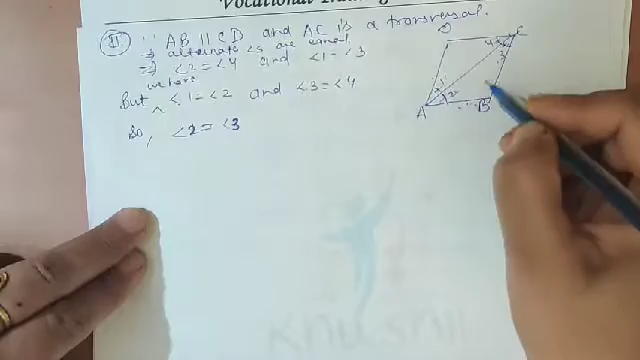 Vocational Training
(II) ∵ AB || CD and AC is a transversal.
⇒ alternate ∠s are equal
⇒ ∠2 = ∠4 and ∠1 = ∠3
where
But ^ ∠1 = ∠2 and ∠3 = ∠4
So, ∠2 = ∠3
D C
4
3
1
2
A B